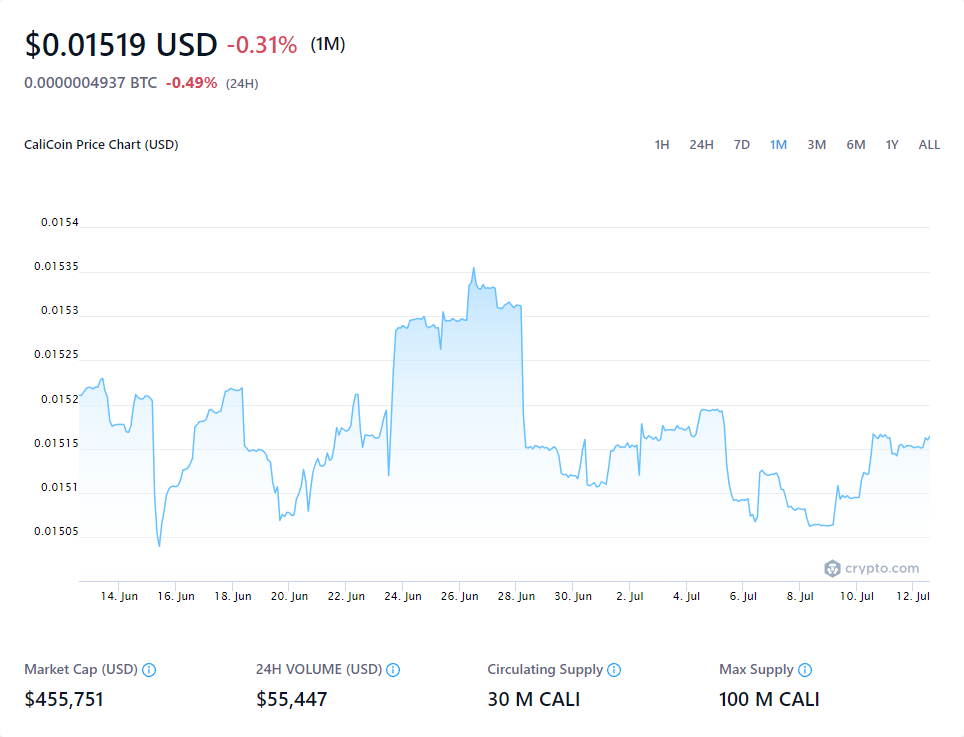 $0.01519 USD -0.31% (1M)
0.0000004937 BTC -0.49% (24H)
CaliCoin Price Chart (USD)
1H 24H 7D 1M 3M 6M 1Y ALL
0.0154
0.01535
0.0153
0.01525
0.0152
0.01515
0.0151
0.01505
crypto.com
14. Jun 16. Jun 18. Jun 20. Jun 22. Jun 24. Jun 26. Jun 28. Jun 30. Jun 2. Jul 4. Jul 6. Jul 8. Jul 10. Jul 12. Jul
Market Cap (USD) 24H VOLUME (USD) Circulating Supply Max Supply
$455,751 $55,447 30 M CALI 100 M CALI